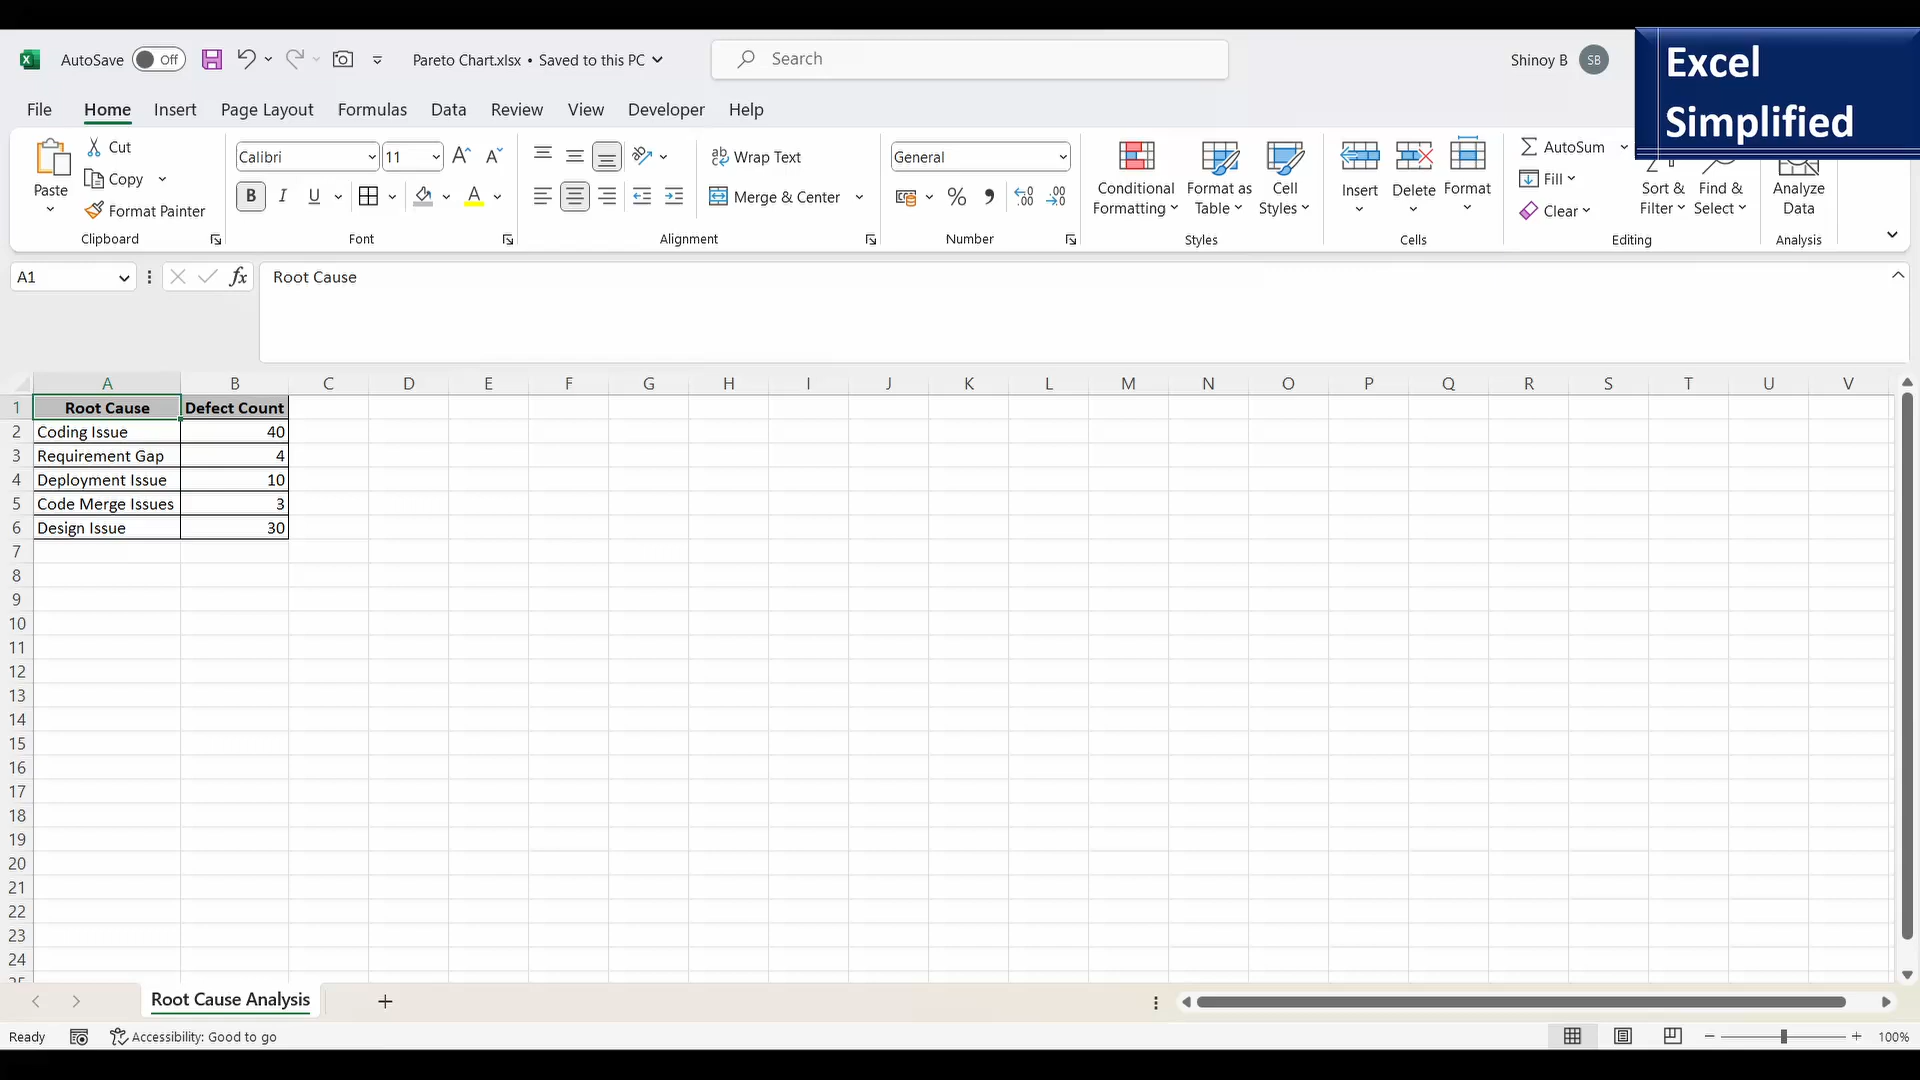 AutoSave Off Pareto Chart.xlsx • Saved to this PC Search Shinoy B SB
Excel
Simplified
File Home Insert Page Layout Formulas Data Review View Developer Help
Paste
Cut
Copy
Format Painter
Clipboard
Calibri 11
B I U A
Font
Wrap Text
Merge & Center
Alignment
General
Number
Conditional
Formatting
Format as
Table
Cell
Styles
Styles
Insert Delete Format
Cells
AutoSum
Fill
Clear
Sort &
Filter
Find &
Select
Editing
Analyze
Data
Analysis
A1 fx Root Cause
A B C D E F G H I J K L M N O P Q R S T U V
1 Root Cause Defect Count
2 Coding Issue 40
3 Requirement Gap 4
4 Deployment Issue 10
5 Code Merge Issues 3
6 Design Issue 30
7
8
9
10
11
12
13
14
15
16
17
18
19
20
21
22
23
24
Root Cause Analysis
Ready Accessibility: Good to go 100%